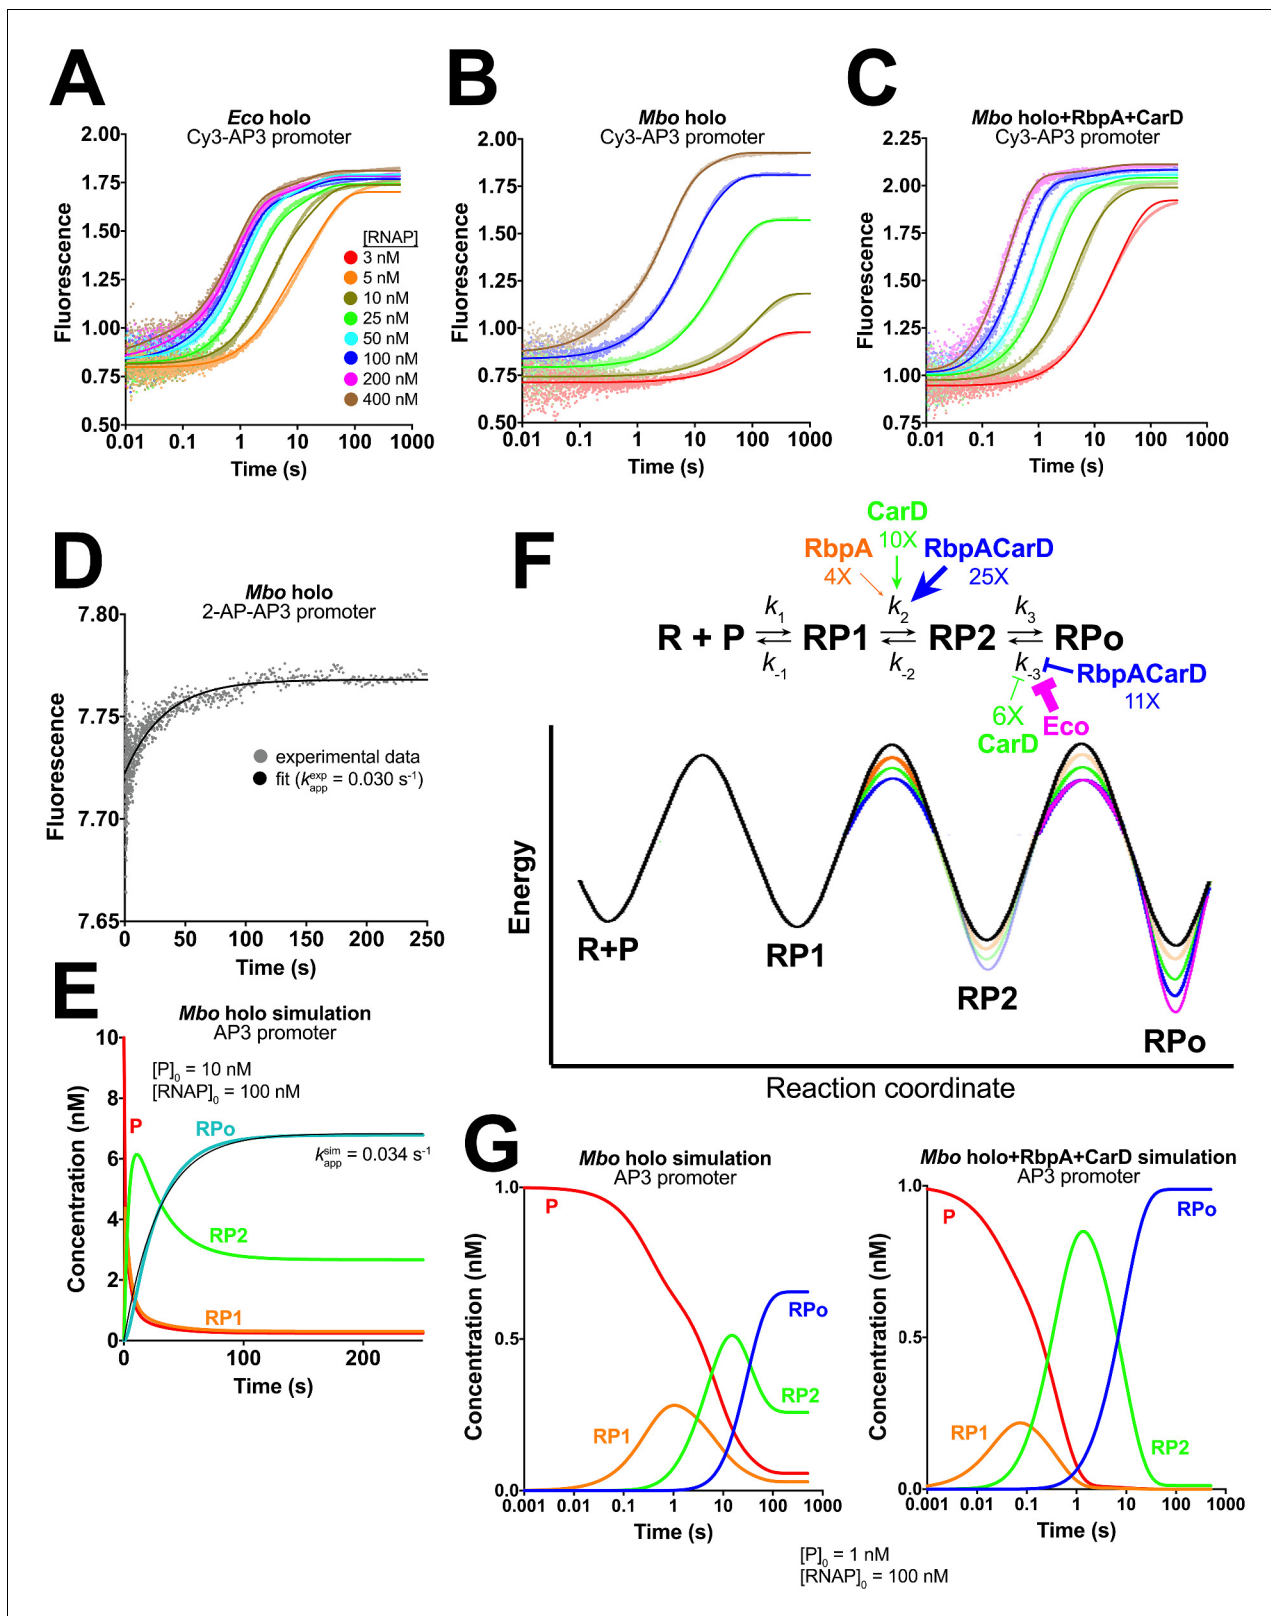 A
Eco holo
Cy3-AP3 promoter
2.00
1.75
1.50
1.25
1.00
0.75
0.50
Fluorescence
0.01 0.1 1 10 100 1000
Time (s)
[RNAP]
3 nM
5 nM
10 nM
25 nM
50 nM
100 nM
200 nM
400 nM
B
Mbo holo
Cy3-AP3 promoter
2.00
1.75
1.50
1.25
1.00
0.75
0.50
Fluorescence
0.01 0.1 1 10 100 1000
Time (s)
C
Mbo holo+RbpA+CarD
Cy3-AP3 promoter
2.25
2.00
1.75
1.50
1.25
1.00
0.75
Fluorescence
0.01 0.1 1 10 100 1000
Time (s)
D
Mbo holo
2-AP-AP3 promoter
7.80
7.75
7.70
7.65
Fluorescence
experimental data
fit (k_app^exp = 0.030 s⁻¹)
0 50 100 150 200 250
Time (s)
E
Mbo holo simulation
AP3 promoter
[P]₀ = 10 nM
[RNAP]₀ = 100 nM
10
8
6
4
2
0
Concentration (nM)
P
RPo
k_app^sim = 0.034 s⁻¹
RP2
RP1
0 100 200
Time (s)
F
CarD
10X
RbpA
4X
RbpACarD
25X
k₁ k₂ k₃
R + P RP1 RP2 RPo
k₋₁ k₋₂ k₋₃
RbpACarD
11X
6X
CarD
Eco
Energy
R+P
RP1
RP2
RPo
Reaction coordinate
G
Mbo holo simulation
AP3 promoter
1.0
0.5
0.0
Concentration (nM)
P
RPo
RP2
RP1
0.001 0.01 0.1 1 10 100 1000
Time (s)
Mbo holo+RbpA+CarD simulation
AP3 promoter
1.0
0.5
0.0
Concentration (nM)
P
RPo
RP1
RP2
0.001 0.01 0.1 1 10 100 1000
Time (s)
[P]₀ = 1 nM
[RNAP]₀ = 100 nM